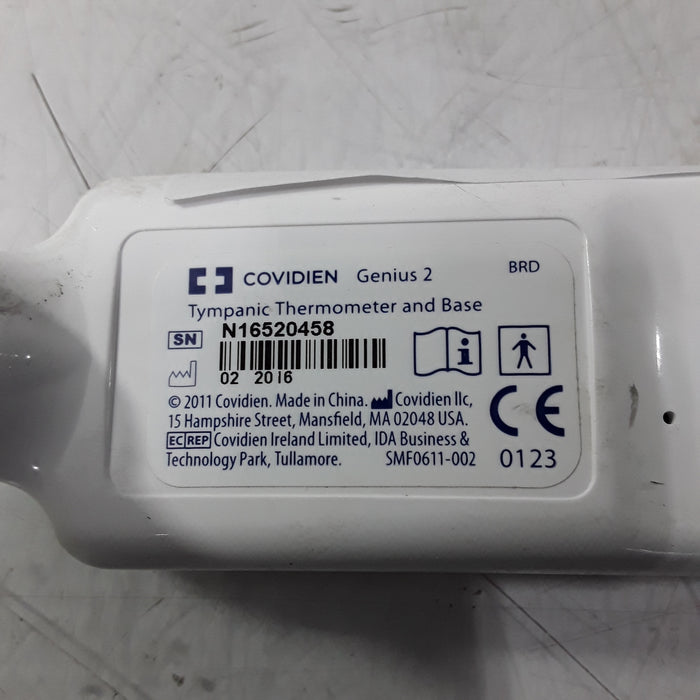 COVIDIEN Genius 2 BRD
Tympanic Thermometer and Base
SN N16520458
02 2016
© 2011 Covidien. Made in China. Covidien llc,
15 Hampshire Street, Mansfield, MA 02048 USA.
EC REP Covidien Ireland Limited, IDA Business &
Technology Park, Tullamore. SMF0611-002
CE
0123